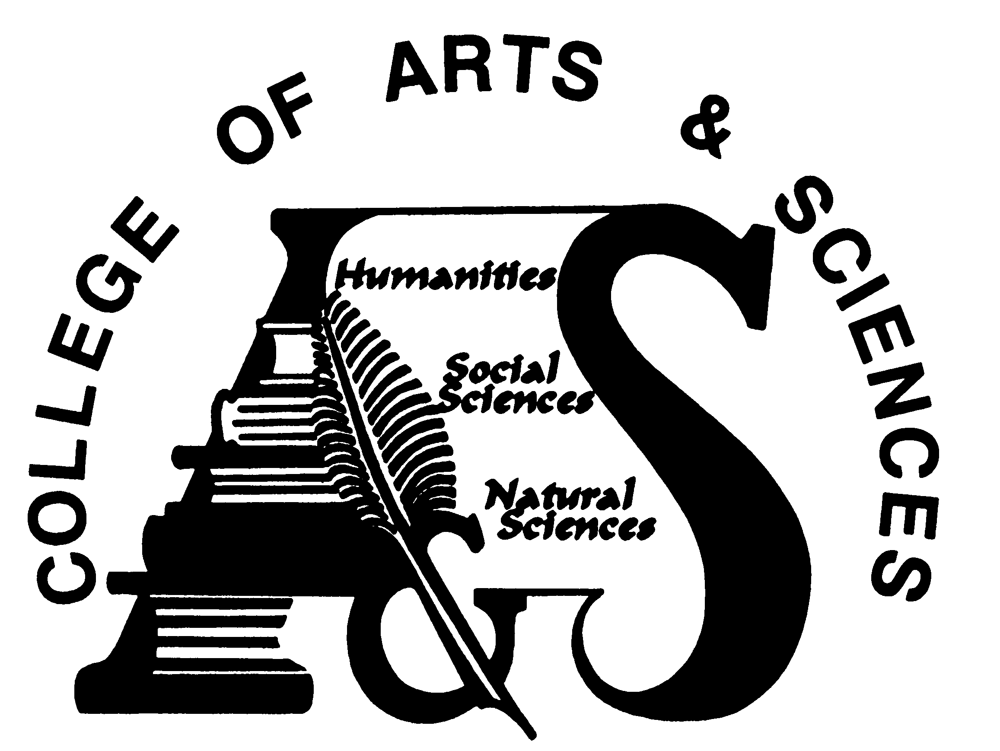 COLLEGE OF ARTS & SCIENCES
A&S
Humanities
Social
Sciences
Natural
Sciences